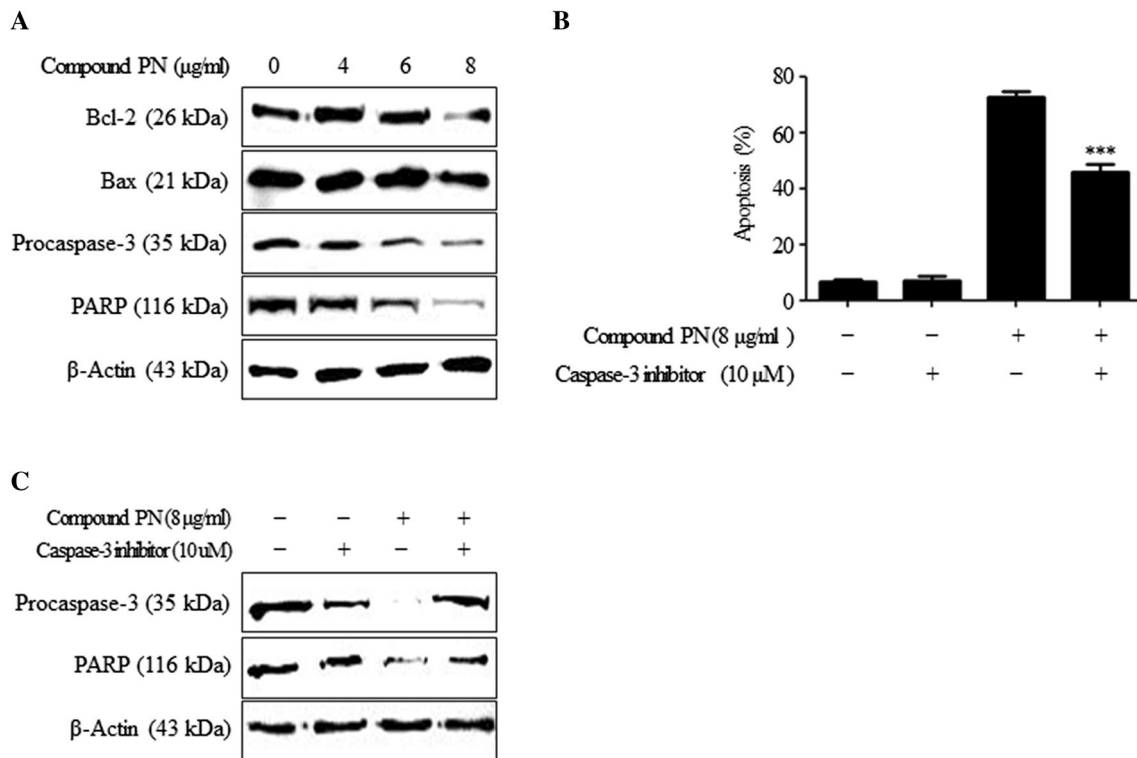 A
Compound PN (μg/ml) 0 4 6 8
Bcl-2 (26 kDa)
Bax (21 kDa)
Procaspase-3 (35 kDa)
PARP (116 kDa)
β-Actin (43 kDa)
B
80
60
40
20
0
Apoptosis (%)
***
Compound PN (8 μg/ml) − − + +
Caspase-3 inhibitor (10 μM) − + − +
C
Compound PN (8 μg/ml) − − + +
Caspase-3 inhibitor (10 uM) − + − +
Procaspase-3 (35 kDa)
PARP (116 kDa)
β-Actin (43 kDa)